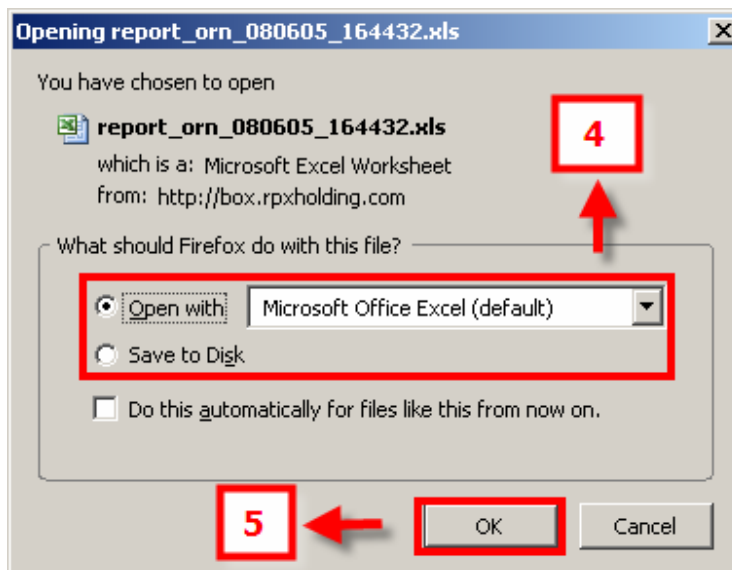 Opening report_orn_080605_164432.xls
You have chosen to open
report_orn_080605_164432.xls
4
which is a: Microsoft Excel Worksheet
from: http://box.rpxholding.com
What should Firefox do with this file?
Open with Microsoft Office Excel (default)
Save to Disk
Do this automatically for files like this from now on.
5 OK Cancel